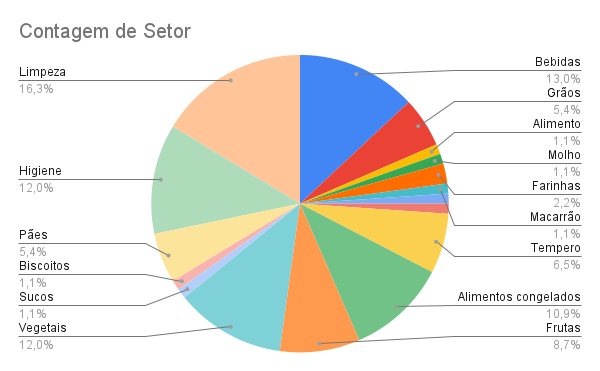 Contagem de Setor
Bebidas
13,0%
Grãos
5,4%
Alimento
1,1%
Molho
1,1%
Farinhas
2,2%
Macarrão
1,1%
Tempero
6,5%
Alimentos congelados
10,9%
Frutas
8,7%
Limpeza
16,3%
Higiene
12,0%
Pães
5,4%
Biscoitos
1,1%
Sucos
1,1%
Vegetais
12,0%